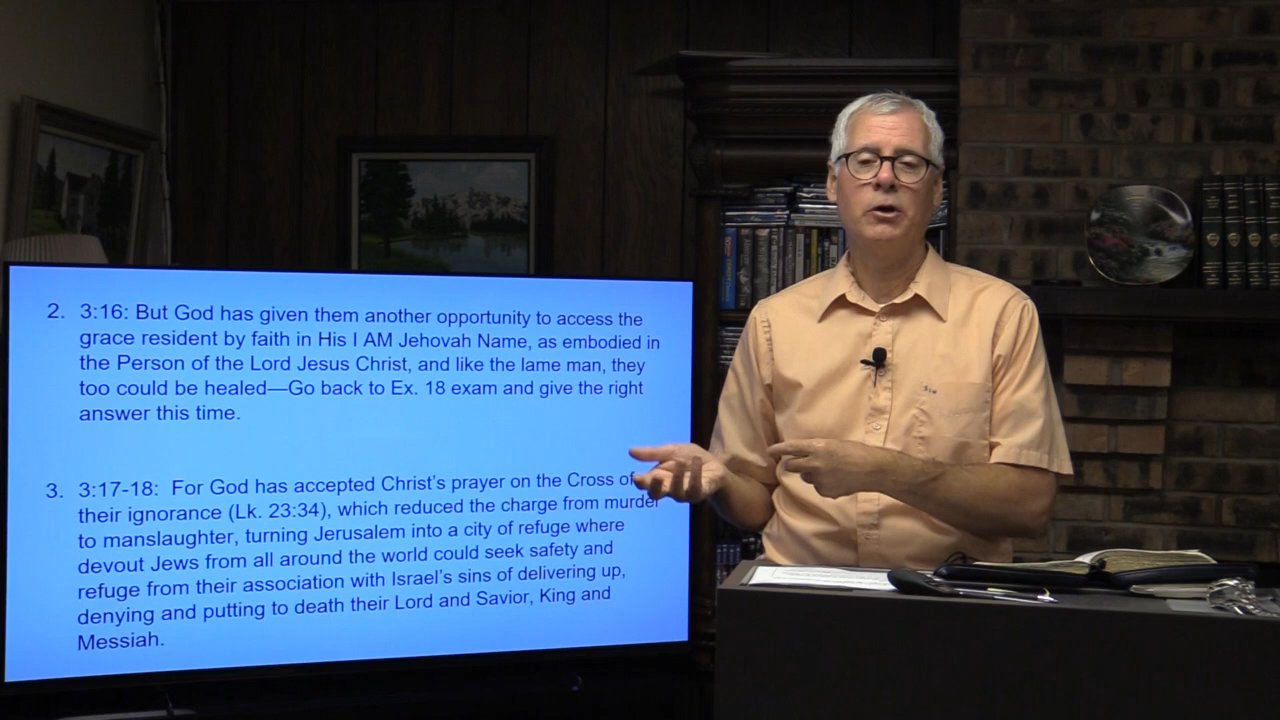 2. 3:16: But God has given them another opportunity to access the
grace resident by faith in His I AM Jehovah Name, as embodied in
the Person of the Lord Jesus Christ, and like the lame man, they
too could be healed—Go back to Ex. 18 exam and give the right
answer this time.
3. 3:17-18: For God has accepted Christ's prayer on the Cross of
their ignorance (Lk. 23:34), which reduced the charge from murder
to manslaughter, turning Jerusalem into a city of refuge where
devout Jews from all around the world could seek safety and
refuge from their association with Israel's sins of delivering up,
denying and putting to death their Lord and Savior, King and
Messiah.